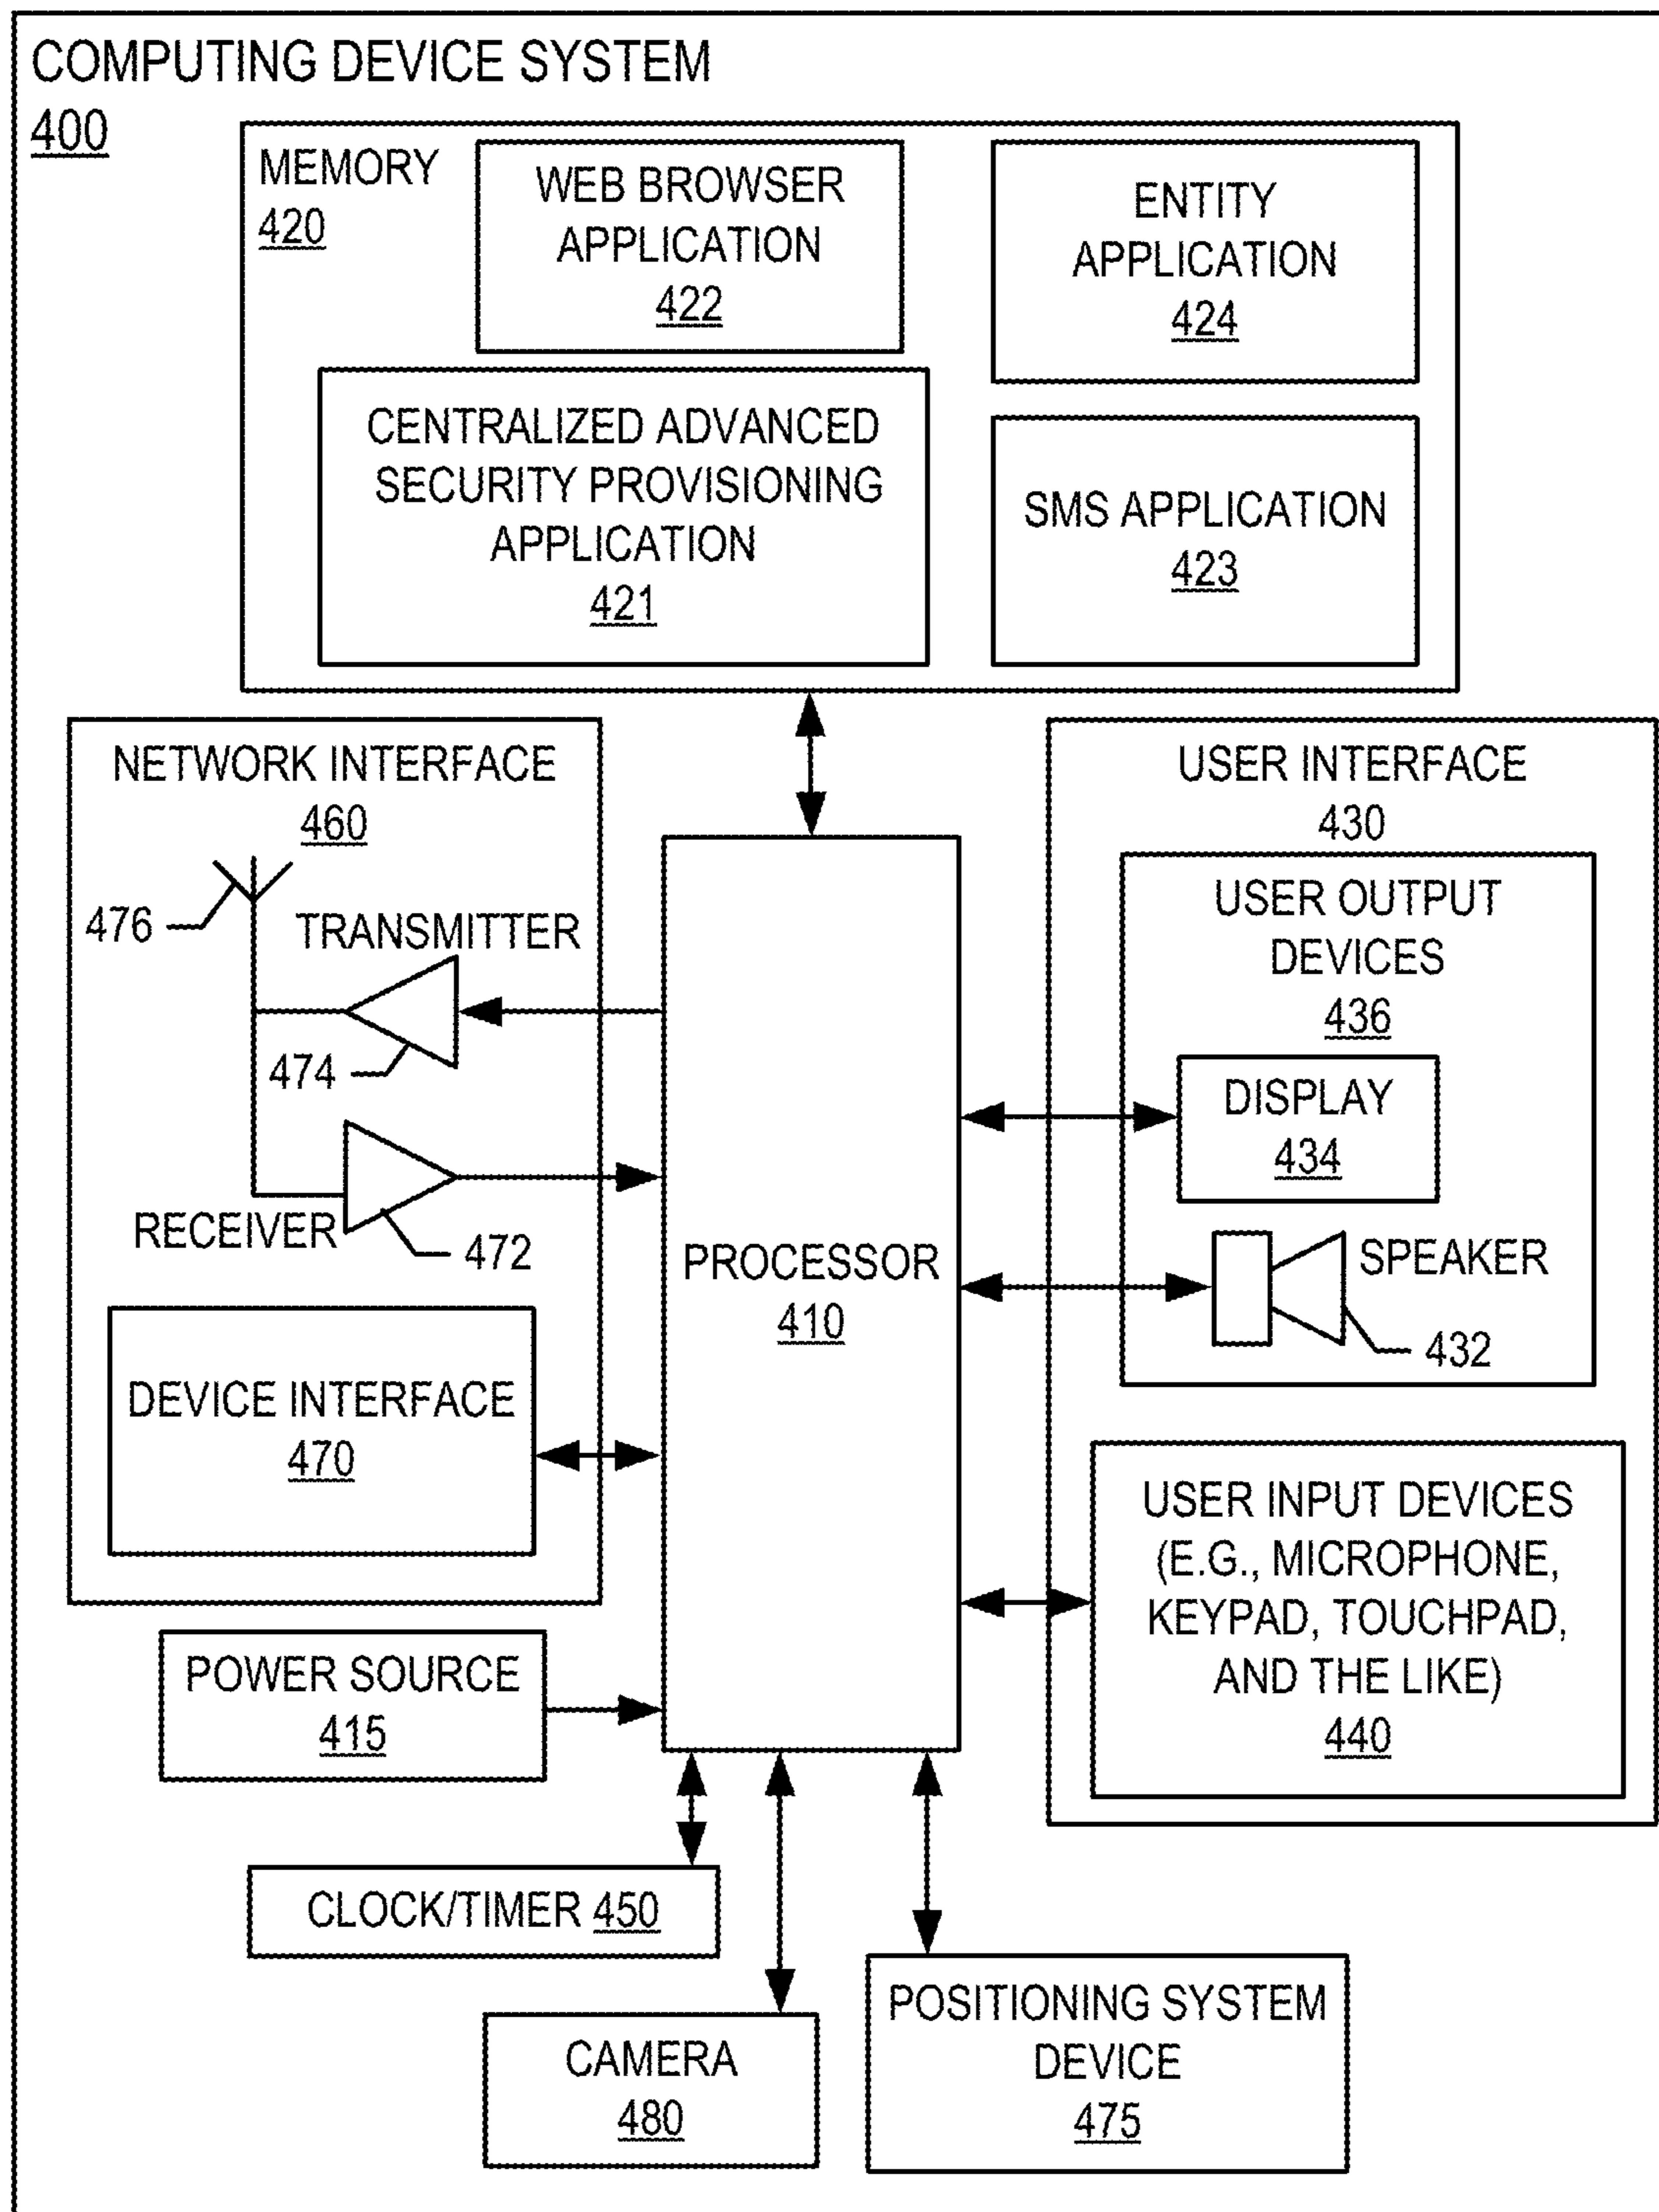 COMPUTING DEVICE SYSTEM
400
MEMORY
420
WEB BROWSER
APPLICATION
422
ENTITY
APPLICATION
424
CENTRALIZED ADVANCED
SECURITY PROVISIONING
APPLICATION
421
SMS APPLICATION
423
NETWORK INTERFACE
460
476
TRANSMITTER
474
RECEIVER
472
DEVICE INTERFACE
470
PROCESSOR
410
USER INTERFACE
430
USER OUTPUT
DEVICES
436
DISPLAY
434
SPEAKER
432
USER INPUT DEVICES
(E.G., MICROPHONE,
KEYPAD, TOUCHPAD,
AND THE LIKE)
440
POWER SOURCE
415
CLOCK/TIMER 450
CAMERA
480
POSITIONING SYSTEM
DEVICE
475